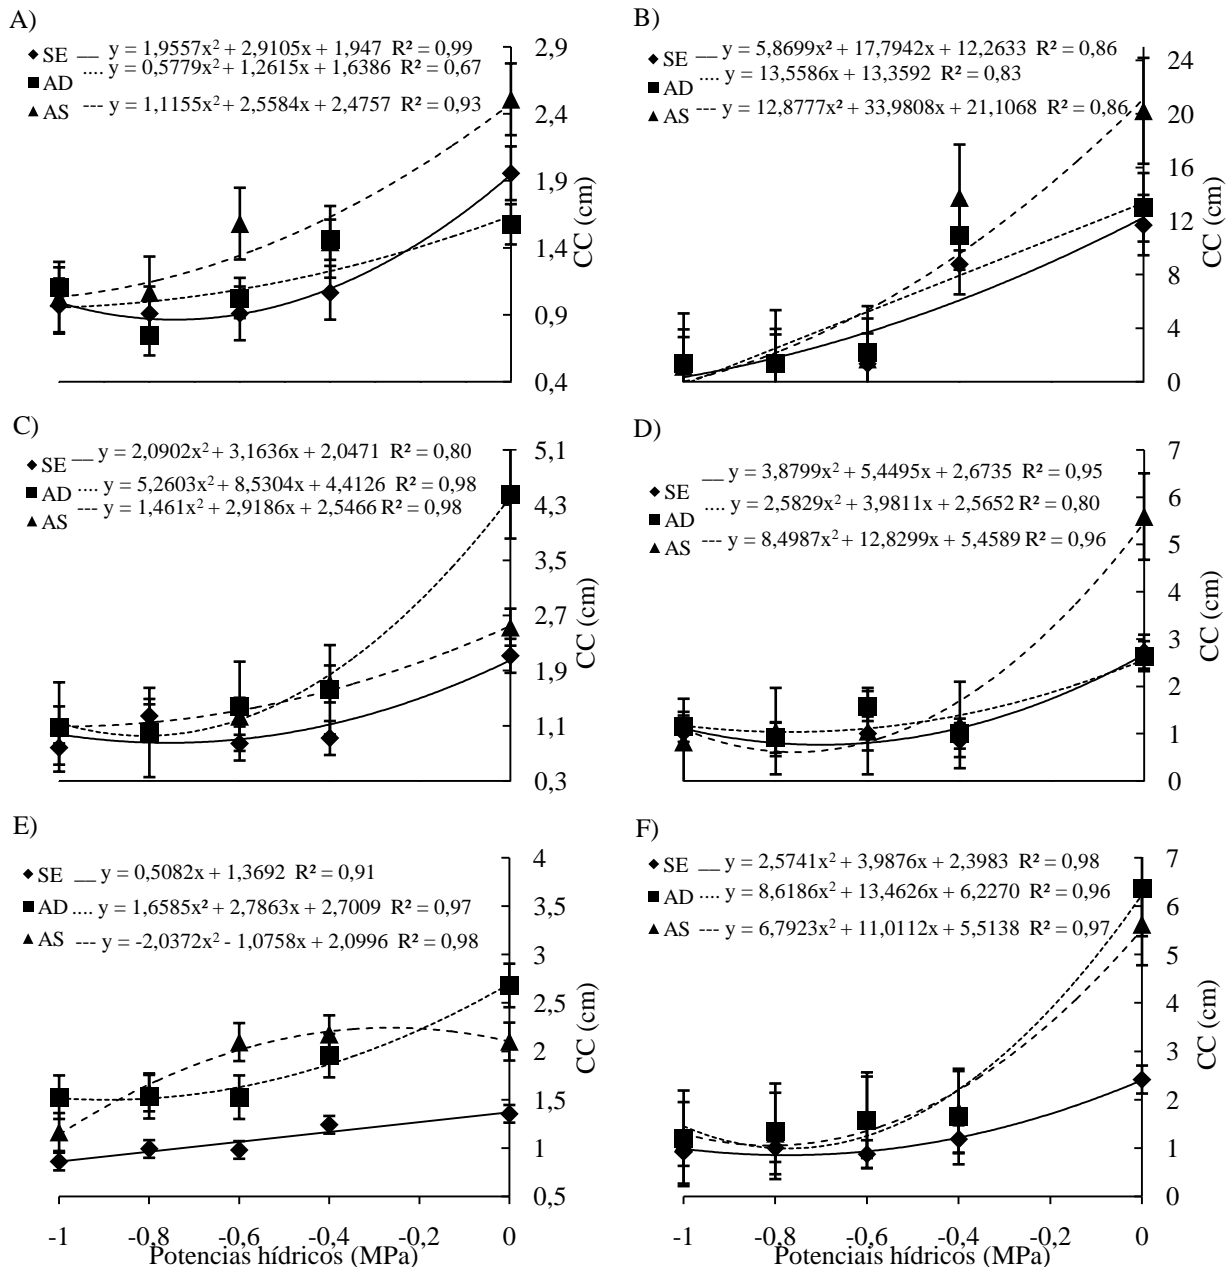 A)
SE __ y = 1,9557x² + 2,9105x + 1,947 R² = 0,99
AD .... y = 0,5779x² + 1,2615x + 1,6386 R² = 0,67
AS --- y = 1,1155x² + 2,5584x + 2,4757 R² = 0,93
2,9
2,4
1,9
1,4
0,9
0,4
CC (cm)
B)
SE __ y = 5,8699x² + 17,7942x + 12,2633 R² = 0,86
AD .... y = 13,5586x + 13,3592 R² = 0,83
AS --- y = 12,8777x² + 33,9808x + 21,1068 R² = 0,86
24
20
16
12
8
4
0
CC (cm)
C)
SE __ y = 2,0902x² + 3,1636x + 2,0471 R² = 0,80
AD .... y = 5,2603x² + 8,5304x + 4,4126 R² = 0,98
AS --- y = 1,461x² + 2,9186x + 2,5466 R² = 0,98
5,1
4,3
3,5
2,7
1,9
1,1
0,3
CC (cm)
D)
SE __ y = 3,8799x² + 5,4495x + 2,6735 R² = 0,95
AD .... y = 2,5829x² + 3,9811x + 2,5652 R² = 0,80
AS --- y = 8,4987x² + 12,8299x + 5,4589 R² = 0,96
7
6
5
4
3
2
1
0
CC (cm)
E)
SE __ y = 0,5082x + 1,3692 R² = 0,91
AD .... y = 1,6585x² + 2,7863x + 2,7009 R² = 0,97
AS --- y = -2,0372x² - 1,0758x + 2,0996 R² = 0,98
4
3,5
3
2,5
2
1,5
1
0,5
CC (cm)
-1 -0,8 -0,6 -0,4 -0,2 0
Potencias hídricos (MPa)
F)
SE __ y = 2,5741x² + 3,9876x + 2,3983 R² = 0,98
AD .... y = 8,6186x² + 13,4626x + 6,2270 R² = 0,96
AS --- y = 6,7923x² + 11,0112x + 5,5138 R² = 0,97
7
6
5
4
3
2
1
0
CC (cm)
-1 -0,8 -0,6 -0,4 -0,2 0
Potenciais hídricos (MPa)